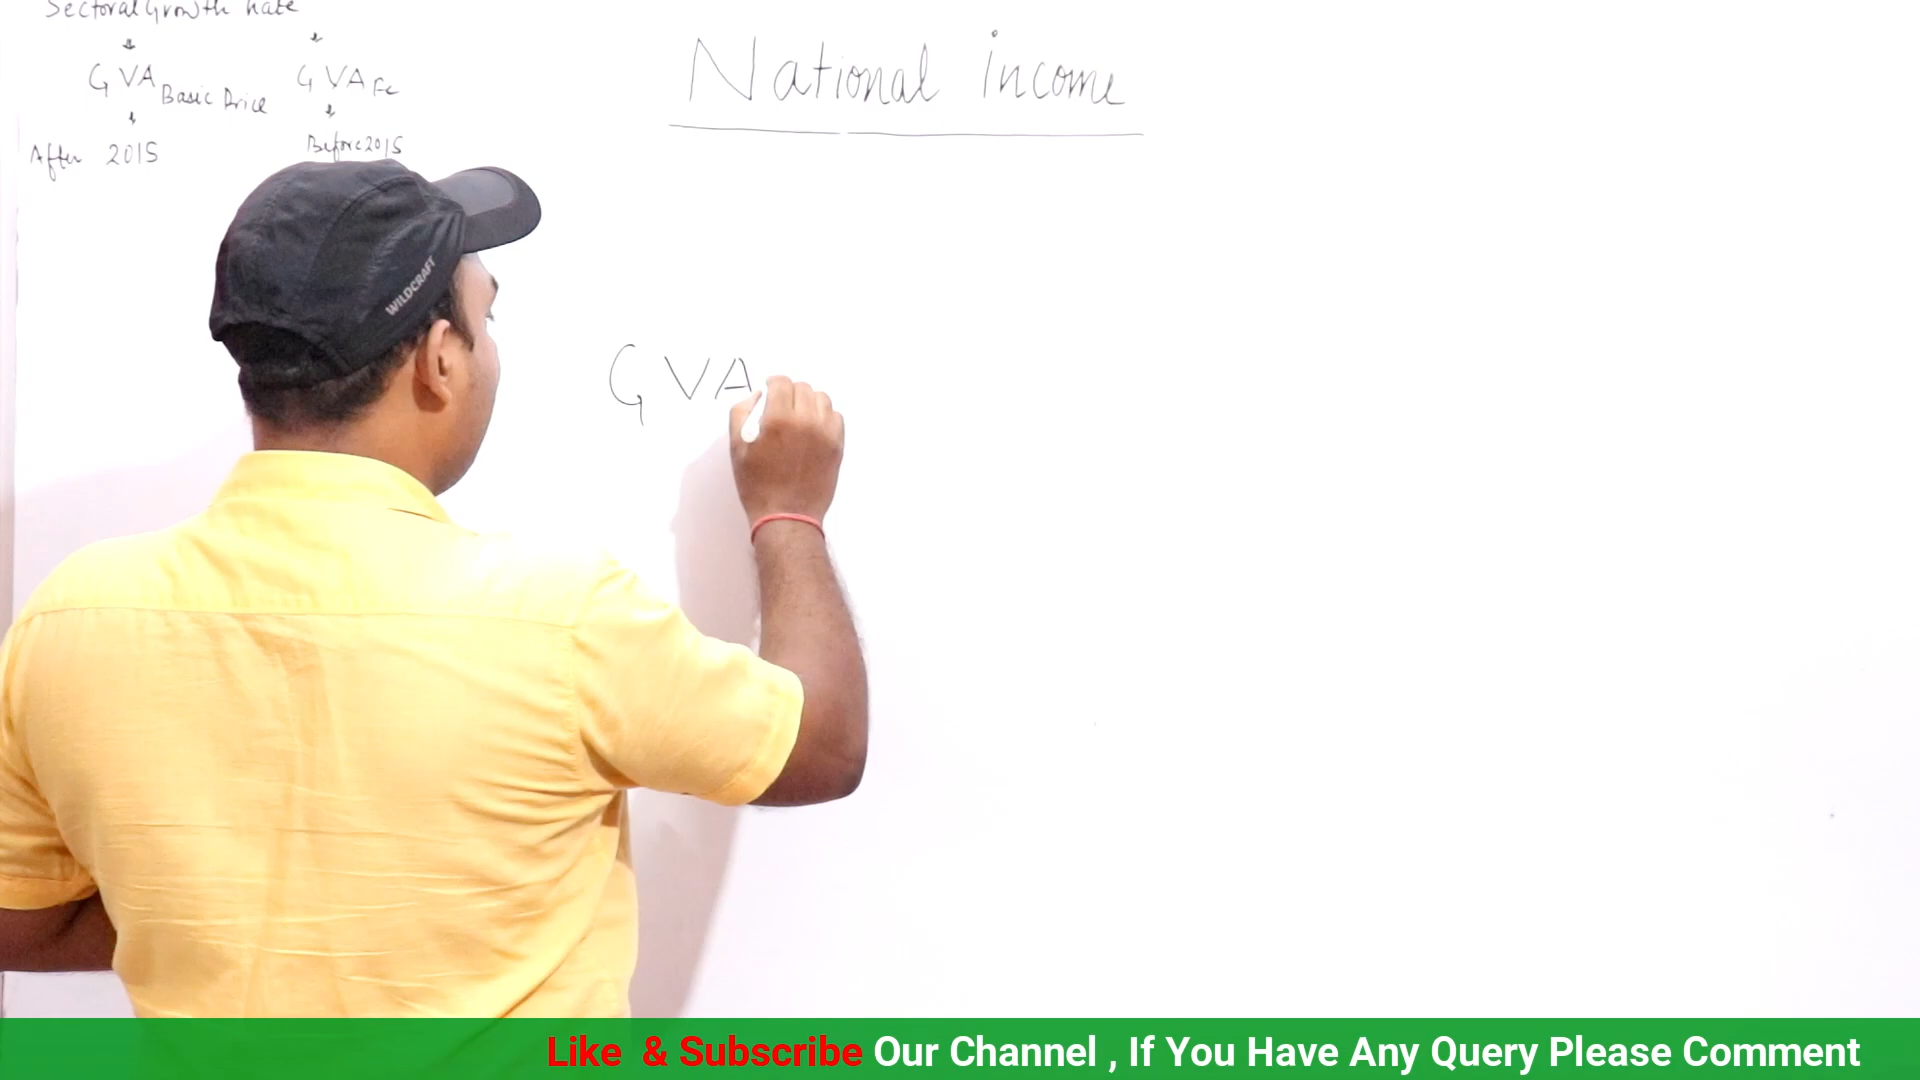 Sectoral Growth Rate
National Income
GVA Basic Price GVA FC
After 2015 Before 2015
WILDCRAFT
GVA
Like & Subscribe Our Channel , If You Have Any Query Please Comment